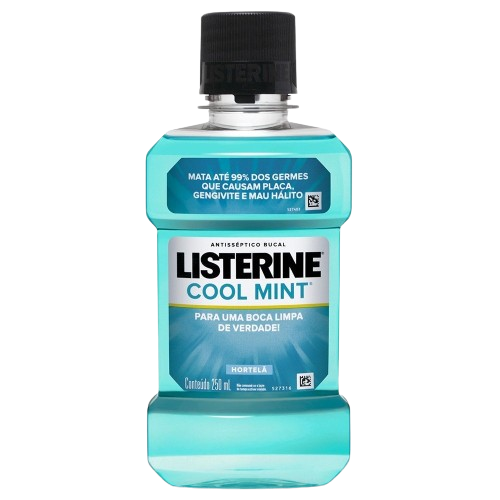 LISTERINE
MATA ATÉ 99% DOS GERMES
QUE CAUSAM PLACA,
GENGIVITE E MAU HÁLITO
ANTISSÉPTICO BUCAL
LISTERINE®
COOL MINT®
PARA UMA BOCA LIMPA
DE VERDADE!
HORTELÃ
Conteúdo 250 mL
527316